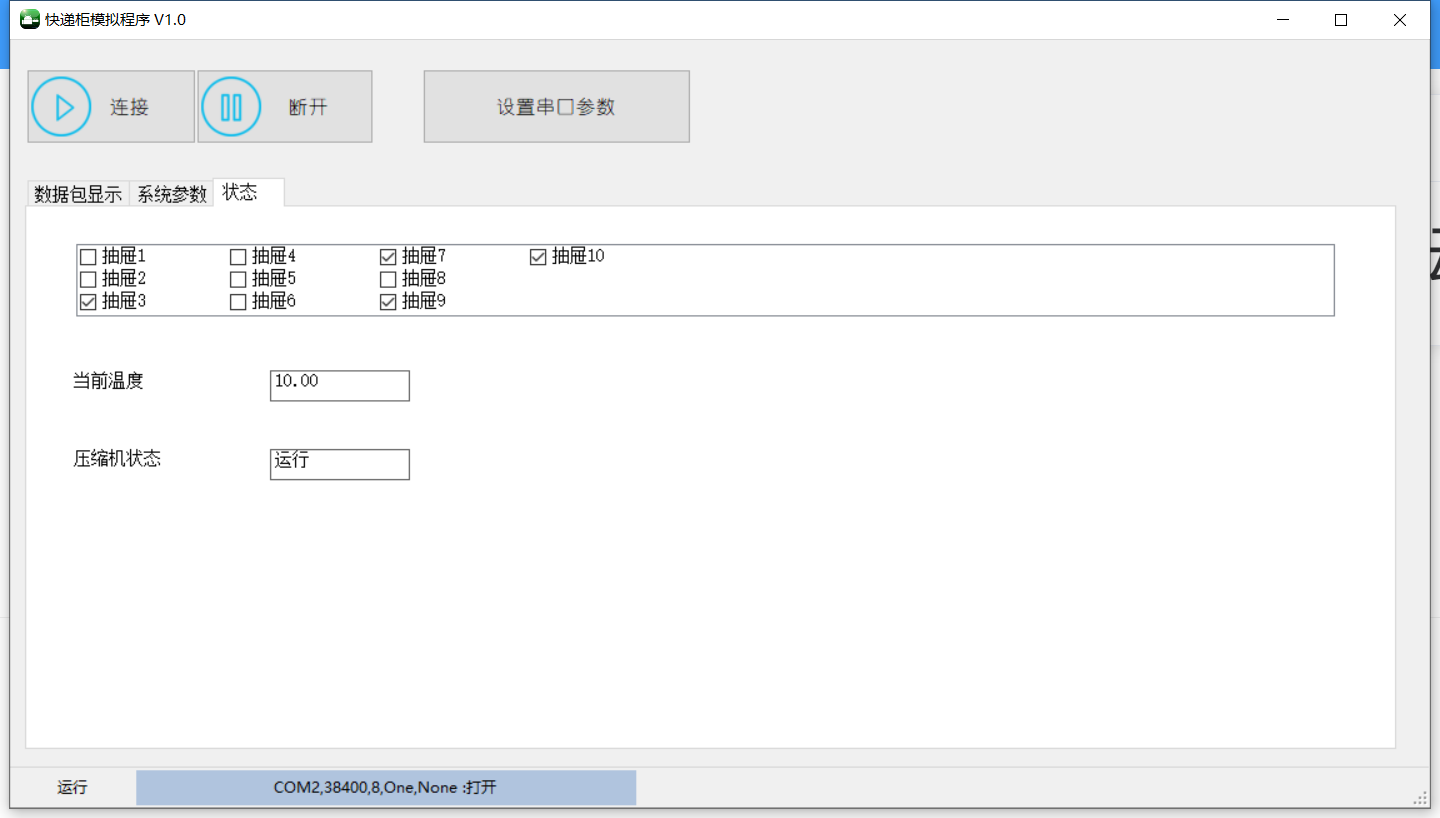 快递柜模拟程序 V1.0
连接 断开 设置串口参数
数据包显示 系统参数 状态
抽屉1 抽屉4 抽屉7 抽屉10
抽屉2 抽屉5 抽屉8
抽屉3 抽屉6 抽屉9
当前温度 10.00
压缩机状态 运行
运行 COM2,38400,8,One,None :打开